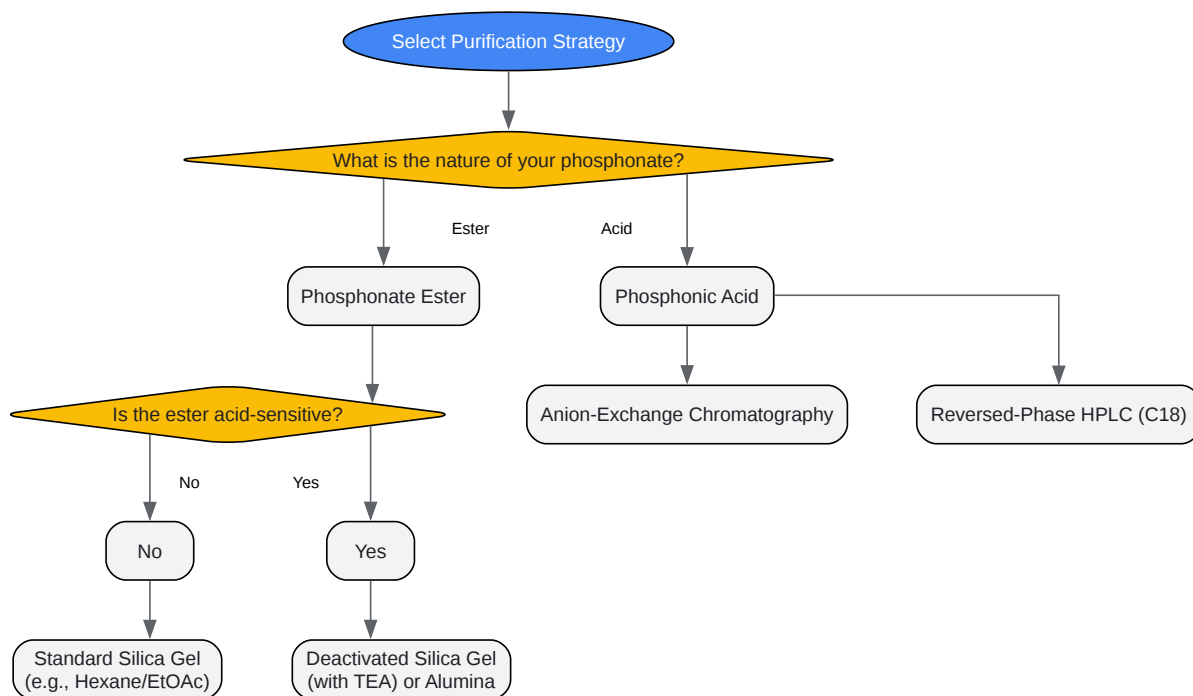 Select Purification Strategy
What is the nature of your phosphonate?
Ester
Acid
Phosphonate Ester
Phosphonic Acid
Is the ester acid-sensitive?
Anion-Exchange Chromatography
Reversed-Phase HPLC (C18)
No
Yes
No
Yes
Standard Silica Gel
(e.g., Hexane/EtOAc)
Deactivated Silica Gel
(with TEA) or Alumina